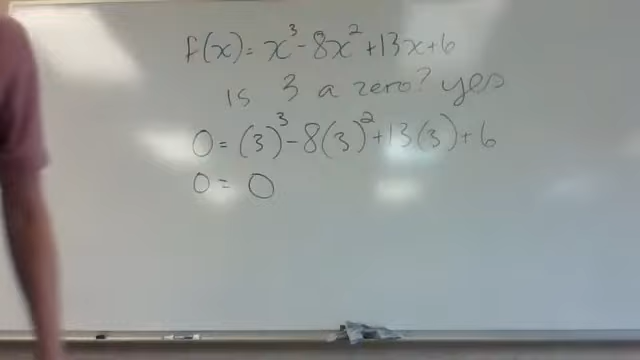 f(x) = x³ - 8x² + 13x + 6
is 3 a zero? yes
0 = (3)³ - 8(3)² + 13(3) + 6
0 = 0